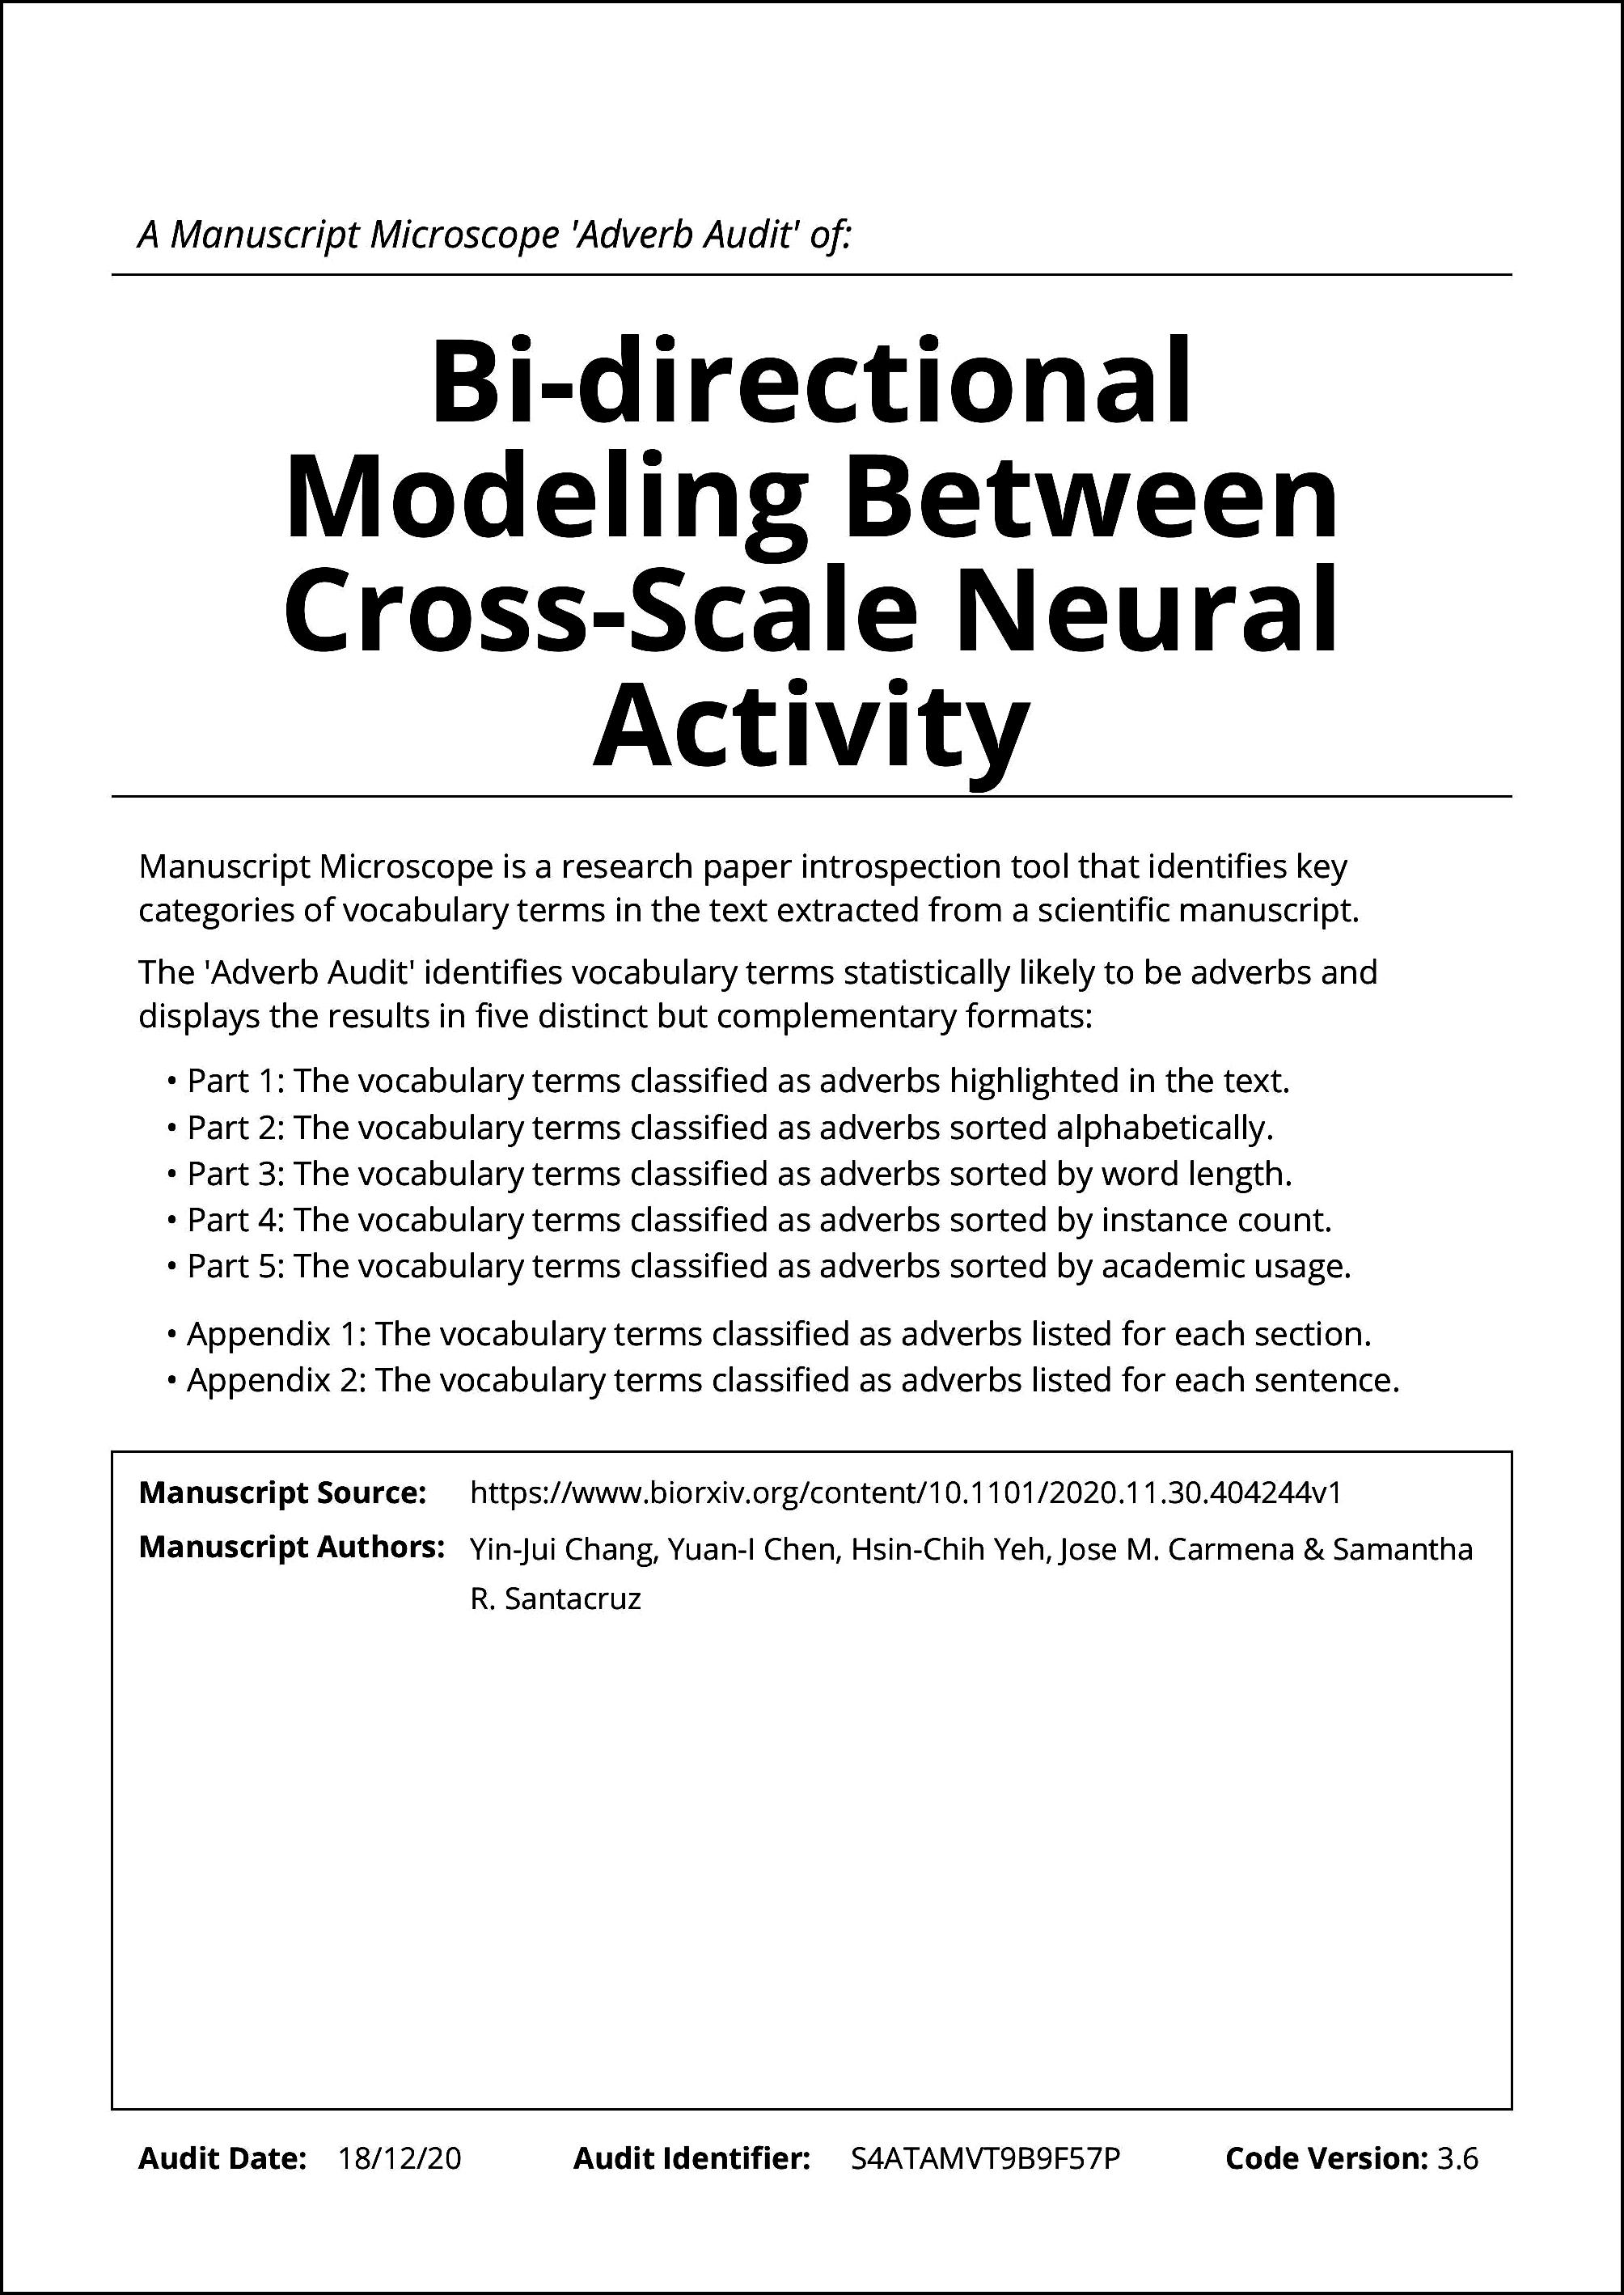 A Manuscript Microscope 'Adverb Audit' of:
Bi-directional
Modeling Between
Cross-Scale Neural
Activity
Manuscript Microscope is a research paper introspection tool that identifies key
categories of vocabulary terms in the text extracted from a scientific manuscript.
The 'Adverb Audit' identifies vocabulary terms statistically likely to be adverbs and
displays the results in five distinct but complementary formats:
• Part 1: The vocabulary terms classified as adverbs highlighted in the text.
• Part 2: The vocabulary terms classified as adverbs sorted alphabetically.
• Part 3: The vocabulary terms classified as adverbs sorted by word length.
• Part 4: The vocabulary terms classified as adverbs sorted by instance count.
• Part 5: The vocabulary terms classified as adverbs sorted by academic usage.
• Appendix 1: The vocabulary terms classified as adverbs listed for each section.
• Appendix 2: The vocabulary terms classified as adverbs listed for each sentence.
Manuscript Source: https://www.biorxiv.org/content/10.1101/2020.11.30.404244v1
Manuscript Authors: Yin-Jui Chang, Yuan-I Chen, Hsin-Chih Yeh, Jose M. Carmena & Samantha
R. Santacruz
Audit Date: 18/12/20 Audit Identifier: S4ATAMVT9B9F57P Code Version: 3.6